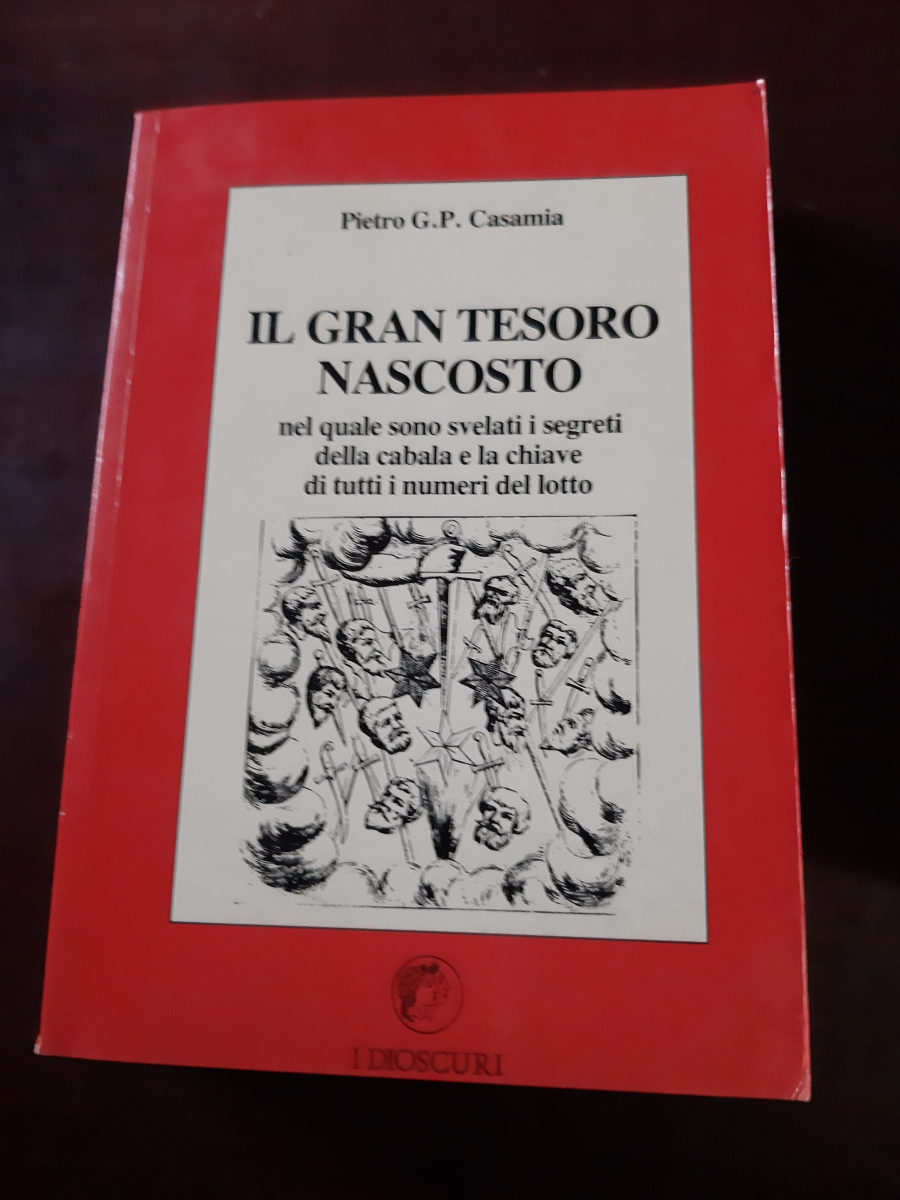 Pietro G.P. Casamia
IL GRAN TESORO
NASCOSTO
nel quale sono svelati i segreti
della cabala e la chiave
di tutti i numeri del lotto
I DIOSCURI